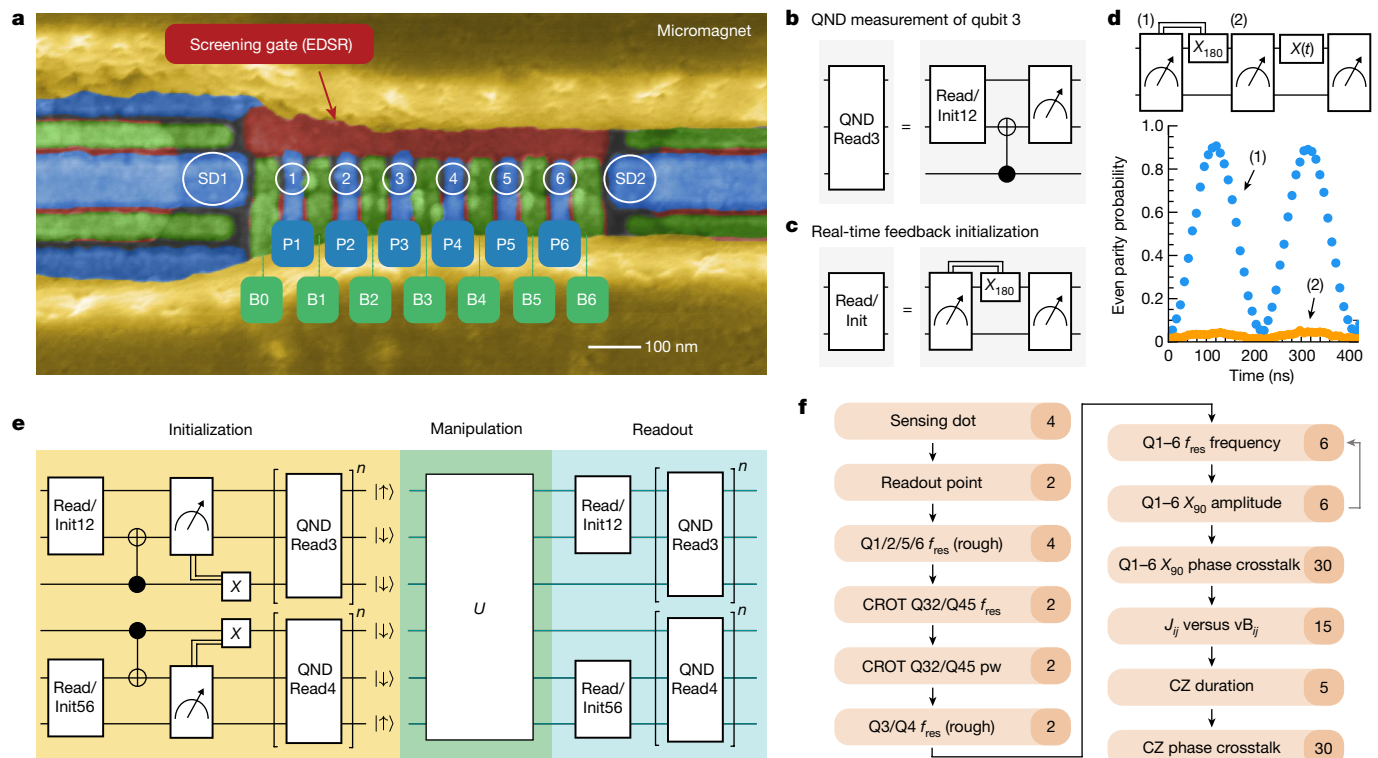 a
Micromagnet
Screening gate (EDSR)
SD1
1
2
3
4
5
6
SD2
P1
P2
P3
P4
P5
P6
B0
B1
B2
B3
B4
B5
B6
100 nm
b QND measurement of qubit 3
QND
Read3
=
Read/
Init12
c Real-time feedback initialization
Read/
Init
=
X180
d
(1)
(2)
X180
X(t)
Even parity probability
1.0
0.8
0.6
0.4
0.2
0
(1)
(2)
0 100 200 300 400
Time (ns)
e
Initialization
Manipulation
Readout
Read/
Init12
X
QND
Read3
n
|↑⟩
|↓⟩
|↓⟩
Read/
Init56
X
QND
Read4
n
|↓⟩
|↓⟩
|↑⟩
U
Read/
Init12
QND
Read3
n
Read/
Init56
QND
Read4
n
f
Sensing dot 4
Readout point 2
Q1/2/5/6 fres (rough) 4
CROT Q32/Q45 fres 2
CROT Q32/Q45 pw 2
Q3/Q4 fres (rough) 2
Q1–6 fres frequency 6
Q1–6 X90 amplitude 6
Q1–6 X90 phase crosstalk 30
Jij versus vBij 15
CZ duration 5
CZ phase crosstalk 30